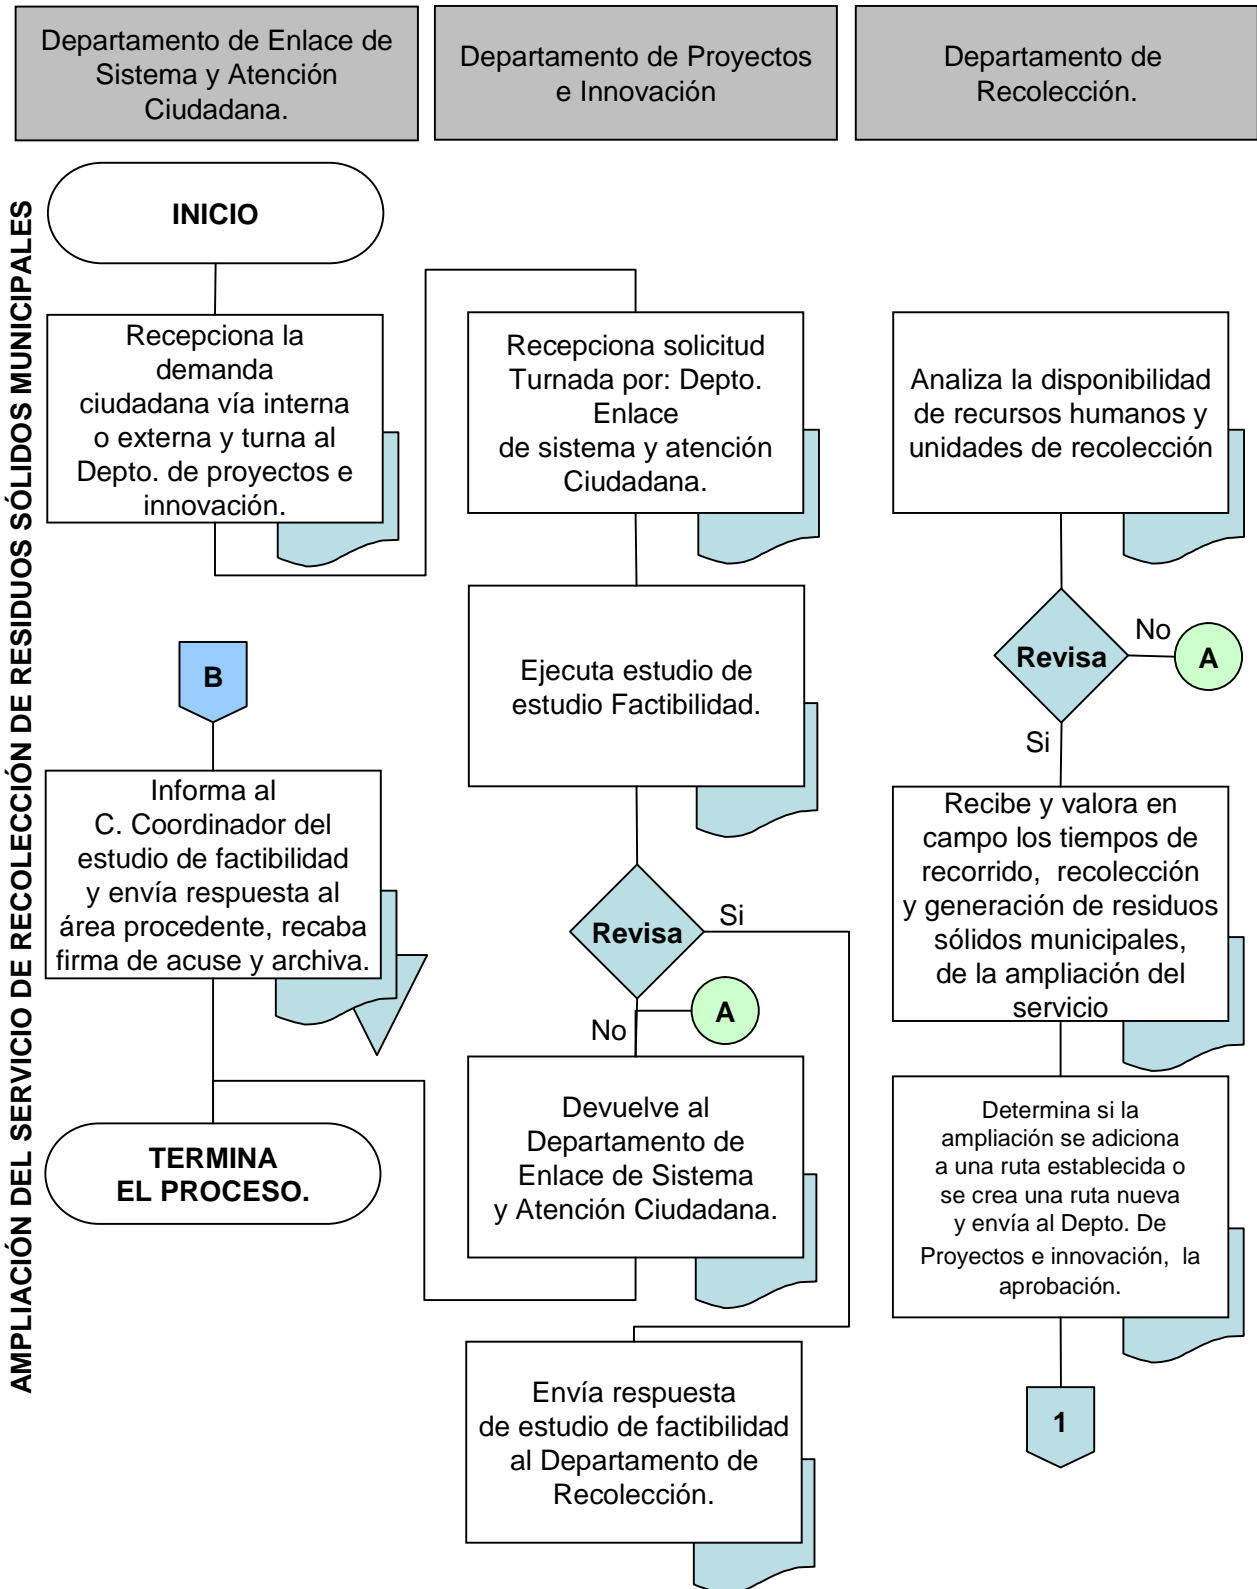 Departamento de Enlace de
Sistema y Atención
Ciudadana.
Departamento de Proyectos
e Innovación
Departamento de
Recolección.
AMPLIACIÓN DEL SERVICIO DE RECOLECCIÓN DE RESIDUOS SÓLIDOS MUNICIPALES
INICIO
Recepciona la
demanda
ciudadana vía interna
o externa y turna al
Depto. de proyectos e
innovación.
B
Informa al
C. Coordinador del
estudio de factibilidad
y envía respuesta al
área procedente, recaba
firma de acuse y archiva.
TERMINA
EL PROCESO.
Recepciona solicitud
Turnada por: Depto.
Enlace
de sistema y atención
Ciudadana.
Ejecuta estudio de
estudio Factibilidad.
Revisa
Si
No
A
Devuelve al
Departamento de
Enlace de Sistema
y Atención Ciudadana.
Envía respuesta
de estudio de factibilidad
al Departamento de
Recolección.
Analiza la disponibilidad
de recursos humanos y
unidades de recolección
Revisa
No
A
Si
Recibe y valora en
campo los tiempos de
recorrido, recolección
y generación de residuos
sólidos municipales,
de la ampliación del
servicio
Determina si la
ampliación se adiciona
a una ruta establecida o
se crea una ruta nueva
y envía al Depto. De
Proyectos e innovación, la
aprobación.
1